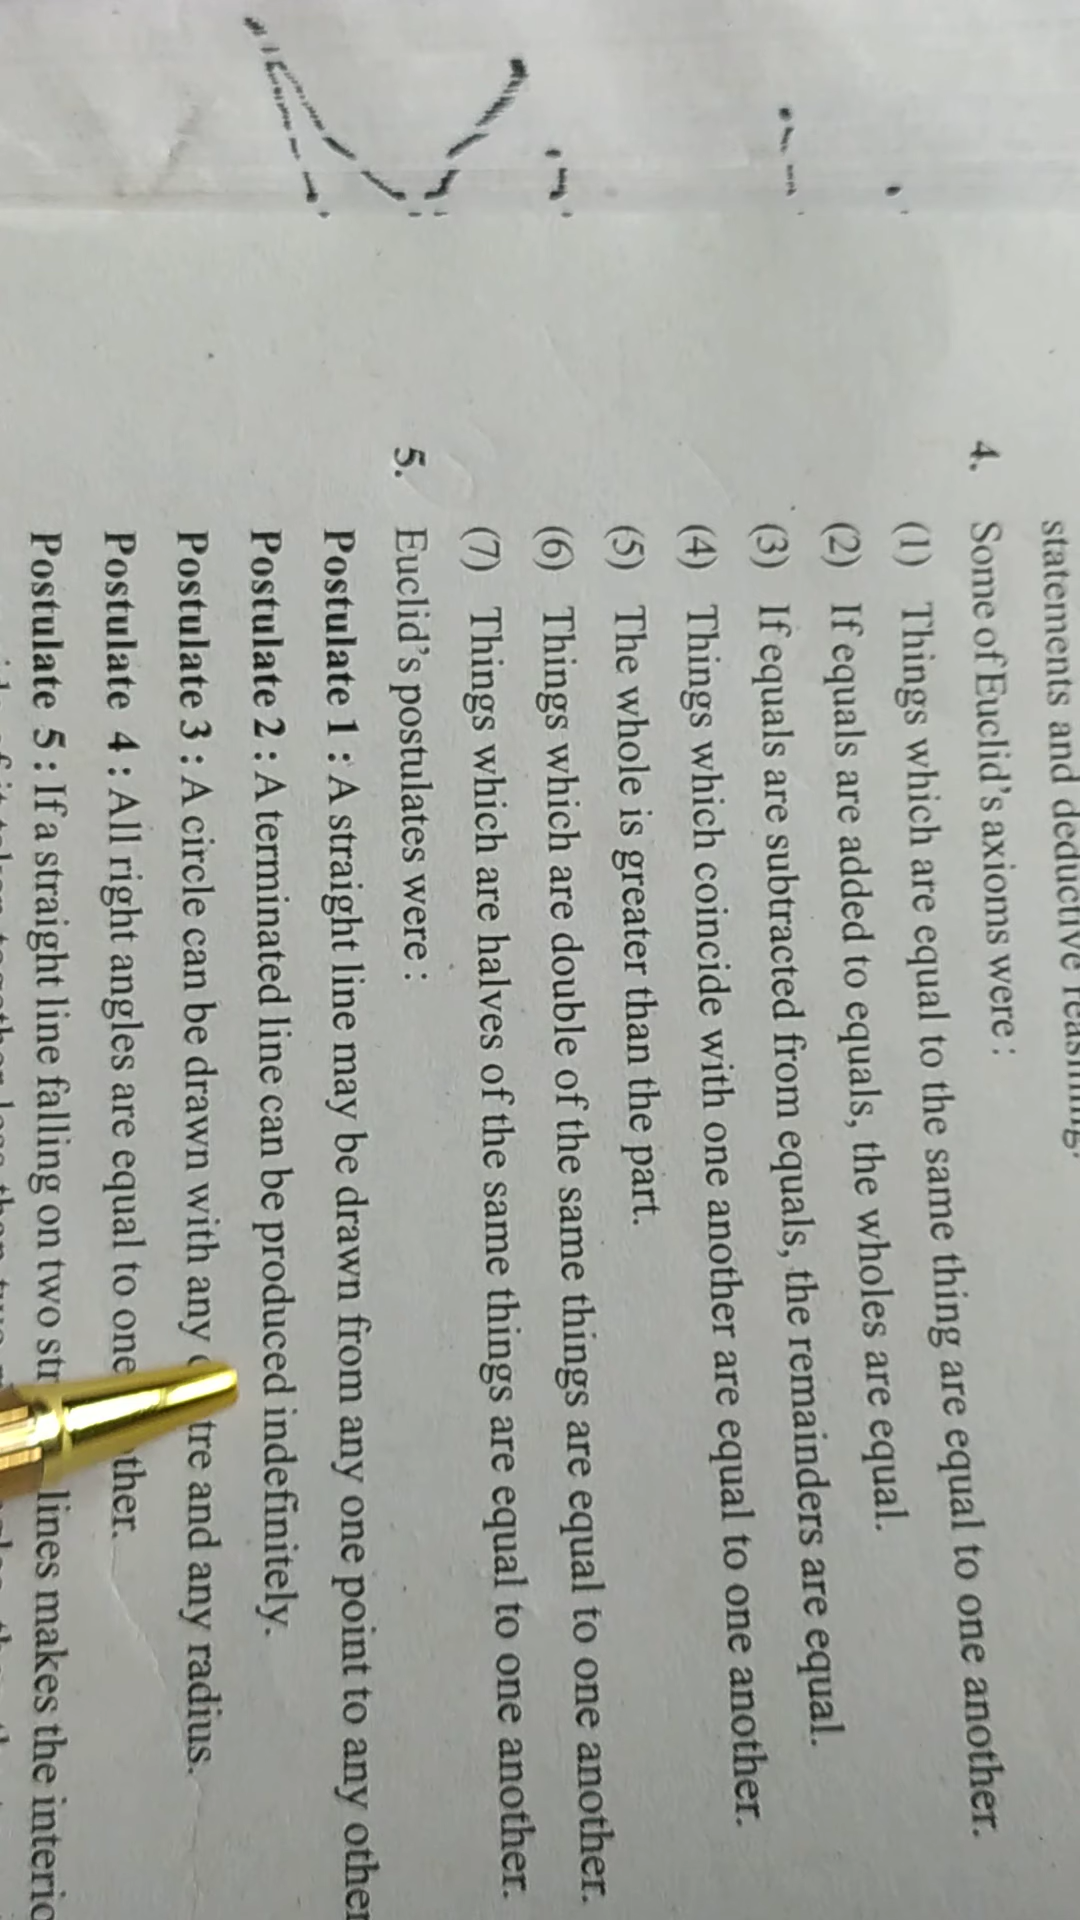 statements and deductive
4. Some of Euclid's axioms were :
(1) Things which are equal to the same thing are equal to one another.
(2) If equals are added to equals, the wholes are equal.
(3) If equals are subtracted from equals, the remainders are equal.
(4) Things which coincide with one another are equal to one another.
(5) The whole is greater than the part.
(6) Things which are double of the same things are equal to one another.
(7) Things which are halves of the same things are equal to one another.
5. Euclid's postulates were :
Postulate 1 : A straight line may be drawn from any one point to any other
Postulate 2 : A terminated line can be produced indefinitely.
Postulate 3 : A circle can be drawn with any tre and any radius.
Postulate 4 : All right angles are equal to one ther.
Postulate 5 : If a straight line falling on two str lines makes the interio